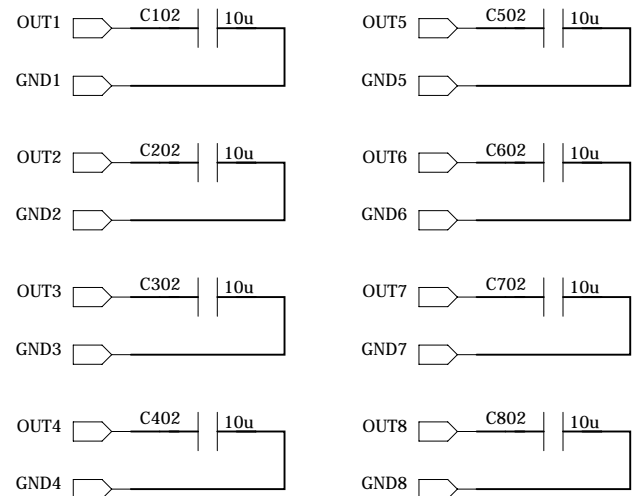 OUT1 C102 10u
GND1
OUT2 C202 10u
GND2
OUT3 C302 10u
GND3
OUT4 C402 10u
GND4
OUT5 C502 10u
GND5
OUT6 C602 10u
GND6
OUT7 C702 10u
GND7
OUT8 C802 10u
GND8